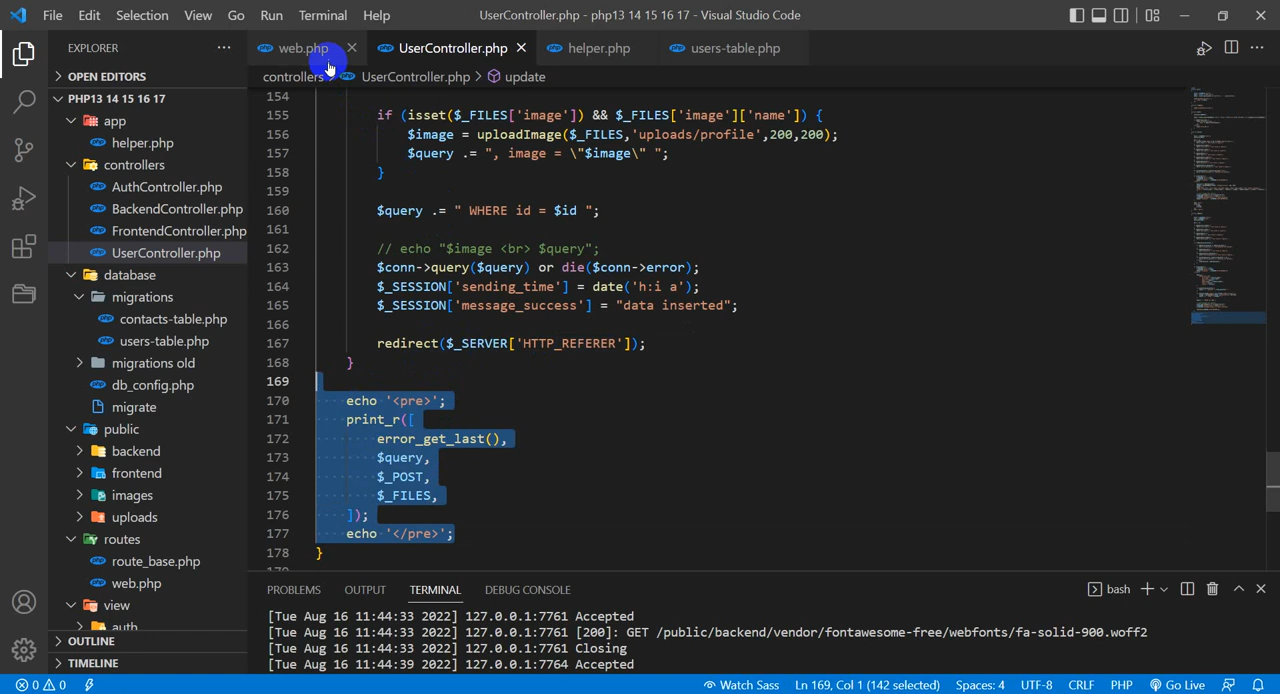 File Edit Selection View Go Run Terminal Help UserController.php - php13 14 15 16 17 - Visual Studio Code
EXPLORER
OPEN EDITORS
PHP13 14 15 16 17
app
helper.php
controllers
AuthController.php
BackendController.php
FrontendController.php
UserController.php
database
migrations
contacts-table.php
users-table.php
migrations old
db_config.php
migrate
public
backend
frontend
images
uploads
routes
route_base.php
web.php
view
auth
OUTLINE
TIMELINE
web.php UserController.php helper.php users-table.php
controllers > UserController.php > update
154
155 if (isset($_FILES['image']) && $_FILES['image']['name']) {
156 $image = uploadImage($_FILES,'uploads/profile',200,200);
157 $query .= ", image = \"$image\" ";
158 }
159
160 $query .= " WHERE id = $id ";
161
162 // echo "$image <br> $query";
163 $conn->query($query) or die($conn->error);
164 $_SESSION['sending_time'] = date('h:i a');
165 $_SESSION['message_success'] = "data inserted";
166
167 redirect($_SERVER['HTTP_REFERER']);
168 }
169
170 echo '<pre>';
171 print_r([
172 error_get_last(),
173 $query,
174 $_POST,
175 $_FILES,
176 ]);
177 echo '</pre>';
178 }
PROBLEMS OUTPUT TERMINAL DEBUG CONSOLE bash
[Tue Aug 16 11:44:33 2022] 127.0.0.1:7761 Accepted
[Tue Aug 16 11:44:33 2022] 127.0.0.1:7761 [200]: GET /public/backend/vendor/fontawesome-free/webfonts/fa-solid-900.woff2
[Tue Aug 16 11:44:33 2022] 127.0.0.1:7761 Closing
[Tue Aug 16 11:44:39 2022] 127.0.0.1:7764 Accepted
0 0 Watch Sass Ln 169, Col 1 (142 selected) Spaces: 4 UTF-8 CRLF PHP Go Live